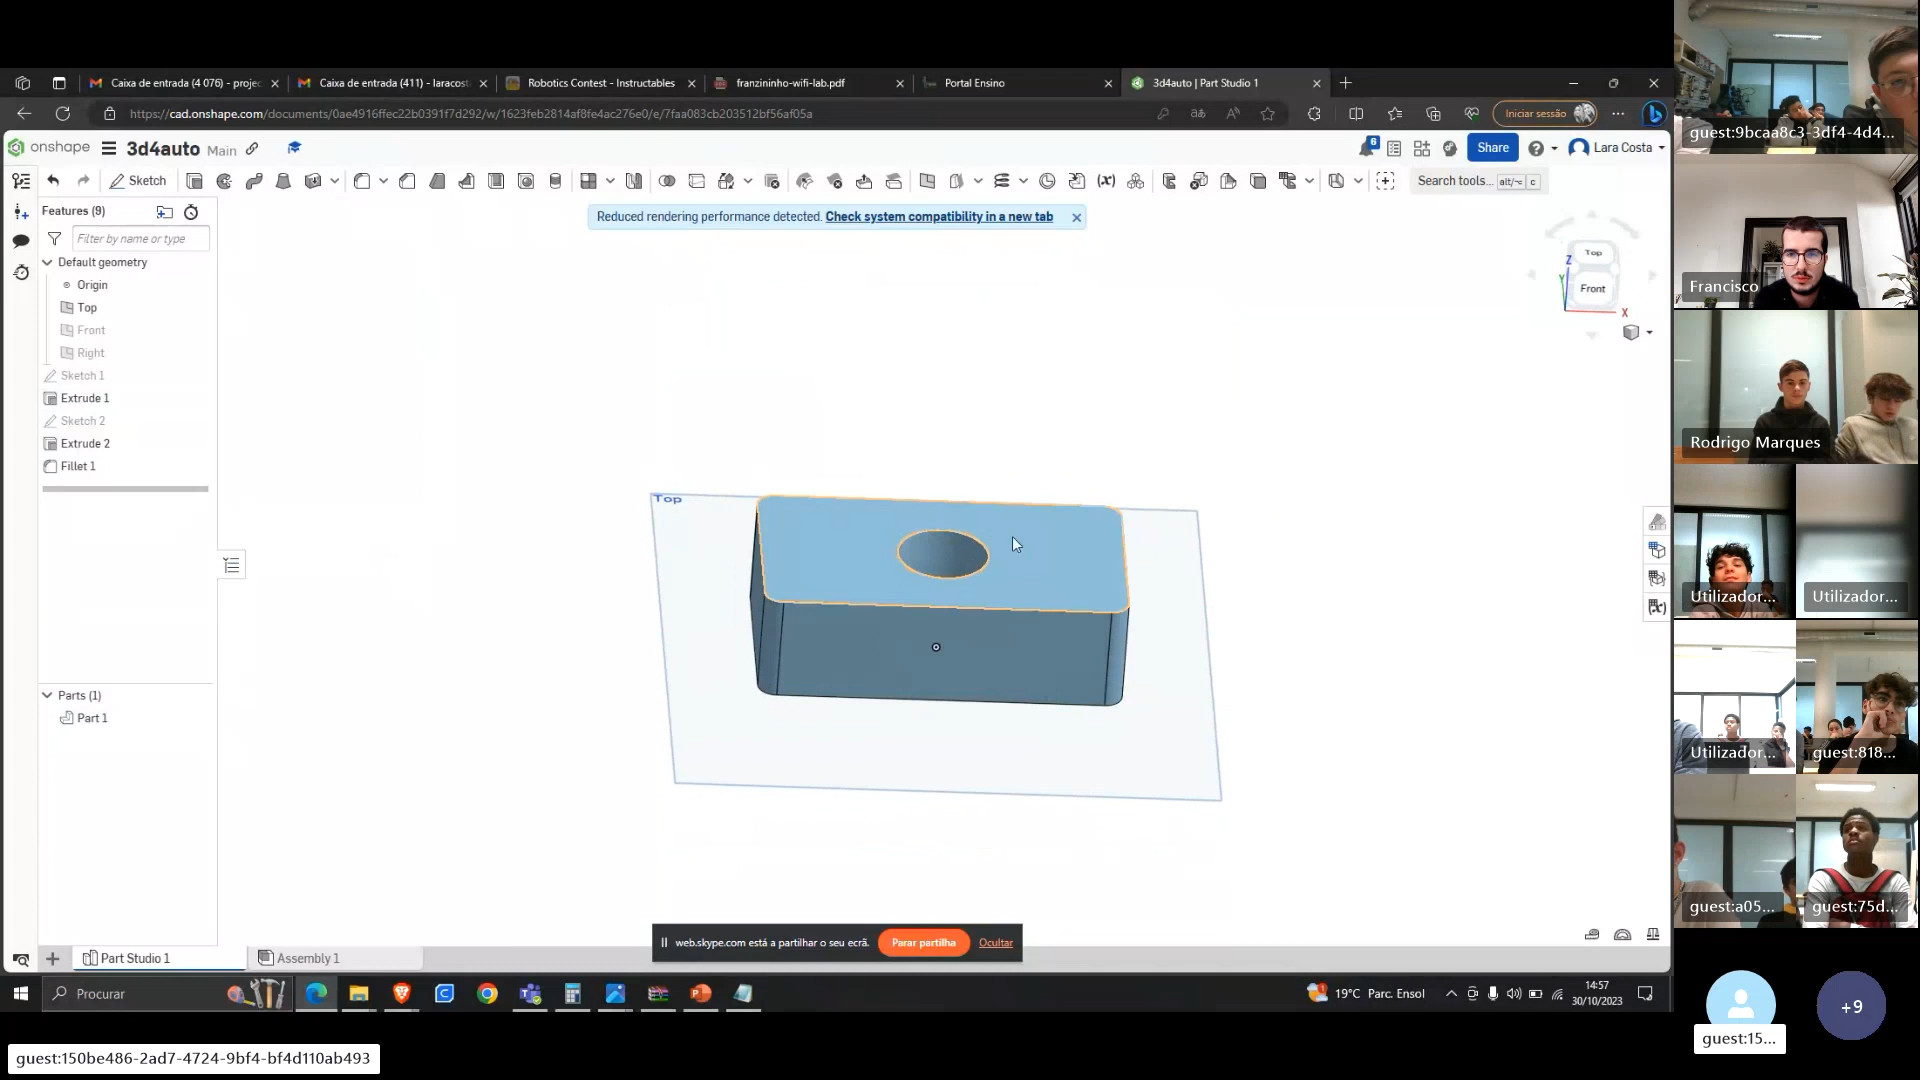 Caixa de entrada (4 076) - projec
Caixa de entrada (411) - laracost
Robotics Contest - Instructables
franzininho-wifi-lab.pdf
Portal Ensino
3d4auto | Part Studio 1
https://cad.onshape.com/documents/0ae4916ffec22b0391f7d292/w/1623feb2814af8fe4ac276e0/e/7faa083cb203512bf56af05a
Iniciar sessão
onshape
3d4auto Main
6
Share
Lara Costa
Sketch
Search tools... alt/⌥ c
Features (9)
Reduced rendering performance detected. Check system compatibility in a new tab
Filter by name or type
Default geometry
Origin
Top
Front
Right
Sketch 1
Extrude 1
Sketch 2
Extrude 2
Fillet 1
Parts (1)
Part 1
Top
Top
Front
Z
Y
X
web.skype.com está a partilhar o seu ecrã.
Parar partilha
Ocultar
Part Studio 1
Assembly 1
Procurar
19°C Parc. Ensol
14:57
30/10/2023
guest:150be486-2ad7-4724-9bf4-bf4d110ab493
guest:9bcaa8c3-3df4-4d4...
Francisco
Rodrigo Marques
Utilizador...
Utilizador...
Utilizador...
guest:818...
guest:a05...
guest:75d...
guest:15...
+9